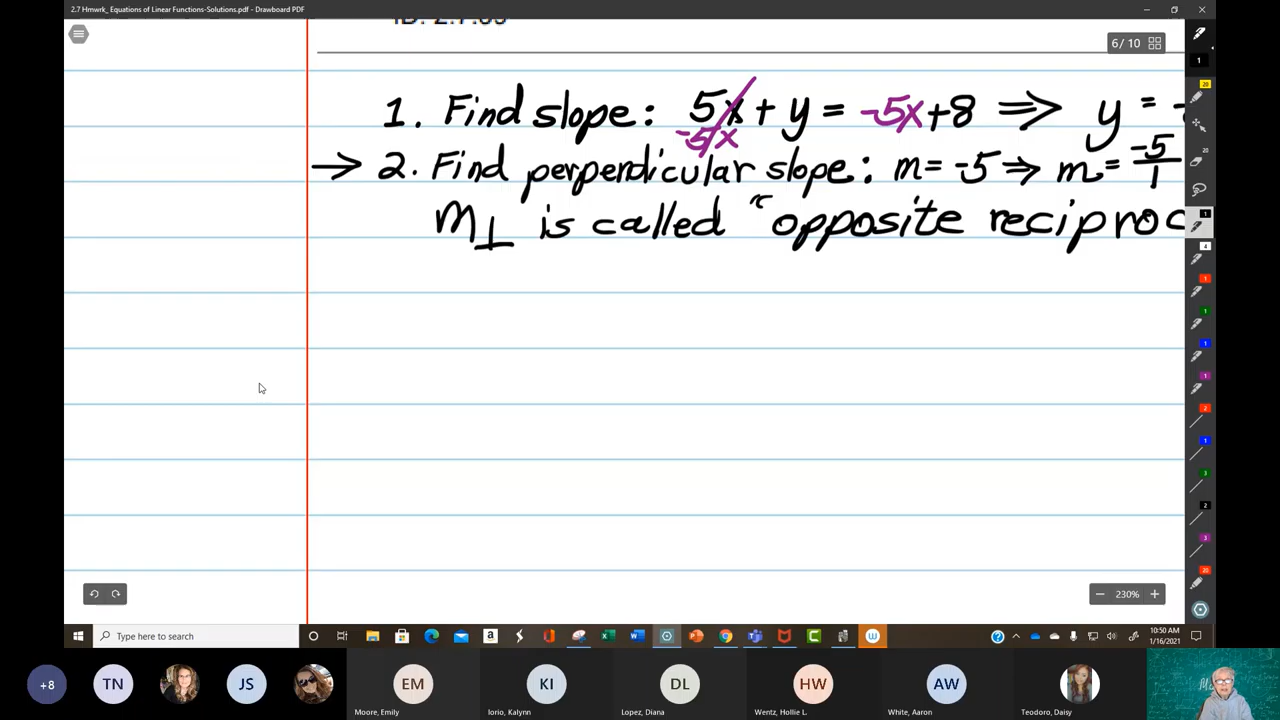 2.7 Hmwrk_ Equations of Linear Functions-Solutions.pdf - Drawboard PDF
6 / 10
1. Find slope: 5x + y = -5x + 8 ⇒ y = -
-5x
→ 2. Find perpendicular slope: m = -5 ⇒ m = -5/1
m⊥ is called "opposite reciproc
230%
Type here to search
10:50 AM
1/16/2021
+8
TN
JS
EM
KI
DL
HW
AW
Moore, Emily
Iorio, Kalynn
Lopez, Diana
Wentz, Hollie L.
White, Aaron
Teodoro, Daisy